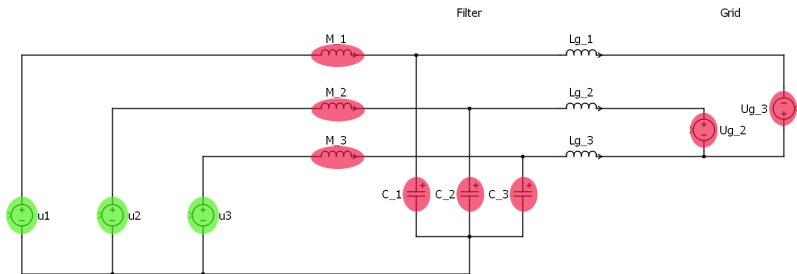 Filter Grid
M_1 Lg_1
M_2 Lg_2
Ug_3
Ug_2
M_3 Lg_3
C_1 C_2 C_3
u1 u2 u3